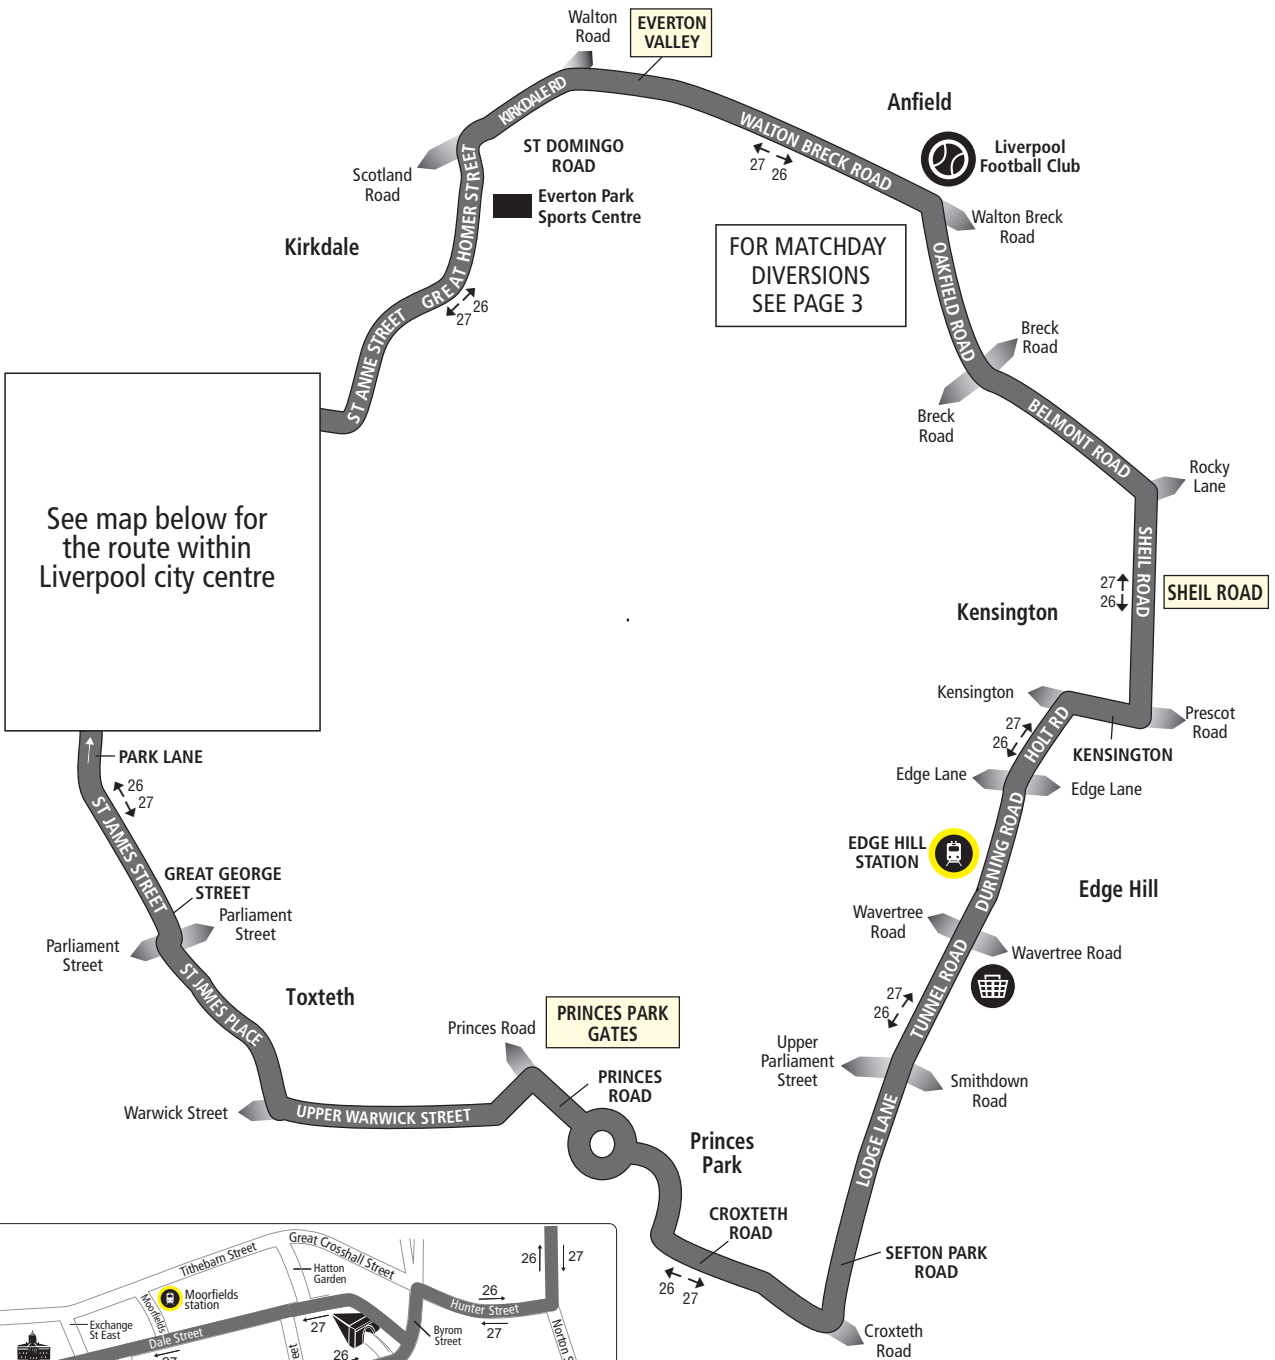 Walton
Road
EVERTON
VALLEY
KIRKDALE RD
Anfield
WALTON BRECK ROAD
27
26
Liverpool
Football Club
ST DOMINGO
ROAD
Scotland
Road
Everton Park
Sports Centre
Walton Breck
Road
Kirkdale
GREAT HOMER STREET
FOR MATCHDAY
DIVERSIONS
SEE PAGE 3
OAKFIELD ROAD
26
27
ST ANNE STREET
Breck
Road
Breck
Road
BELMONT ROAD
Rocky
Lane
See map below for
the route within
Liverpool city centre
SHEIL ROAD
27
26
SHEIL ROAD
Kensington
Kensington
Prescot
Road
27
26
HOLT RD
KENSINGTON
PARK LANE
Edge Lane
Edge Lane
26
27
ST JAMES STREET
DURNING ROAD
EDGE HILL
STATION
GREAT GEORGE
STREET
Edge Hill
Parliament
Street
Parliament
Street
Wavertree
Road
Wavertree Road
ST JAMES PLACE
Toxteth
TUNNEL ROAD
27
26
PRINCES PARK
GATES
Princes Road
Upper
Parliament
Street
Smithdown
Road
PRINCES
ROAD
Warwick Street
UPPER WARWICK STREET
Princes
Park
LODGE LANE
CROXTETH
ROAD
SEFTON PARK
ROAD
26
27
Croxteth
Road
Tithebarn Street
Great Crosshall Street
Hatton
Garden
26
27
Moorfields
station
Moorfields
26
Hunter Street
27
Exchange
St East
Dale Street
27
27
26
Byrom
Street